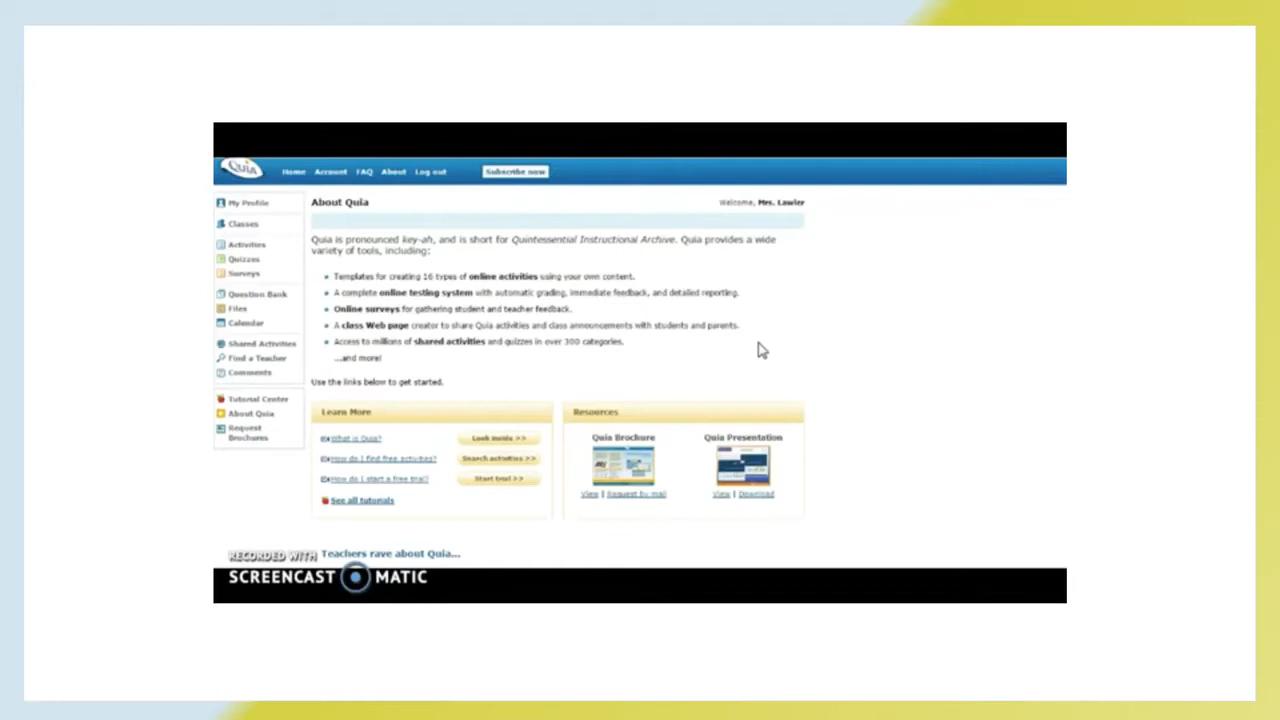 QUIA
Home Account FAQ About Log out Subscribe now
My Profile
Classes
Activities
Quizzes
Surveys
Question Bank
Files
Calendar
Shared Activities
Find a Teacher
Comments
Tutorial Center
About Quia
Request
Brochures
About Quia
Welcome, Mrs. Lawler
Quia is pronounced key-ah, and is short for Quintessential Instructional Archive. Quia provides a wide
variety of tools, including:
Templates for creating 16 types of online activities using your own content.
A complete online testing system with automatic grading, immediate feedback, and detailed reporting.
Online surveys for gathering student and teacher feedback.
A class Web page creator to share Quia activities and class announcements with students and parents.
Access to millions of shared activities and quizzes in over 300 categories.
...and more!
Use the links below to get started.
Learn More
What is Quia? Look inside >>
How do I find free activities? Search activities >>
How do I start a free trial? Start trial >>
See all tutorials
Resources
Quia Brochure
View | Request by mail
Quia Presentation
View | Download
Teachers rave about Quia...
RECORDED WITH
SCREENCAST MATIC